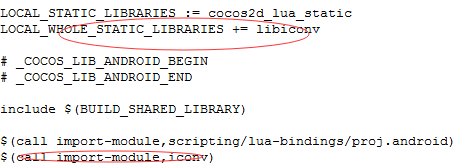 LOCAL_STATIC_LIBRARIES := cocos2d_lua_static
LOCAL_WHOLE_STATIC_LIBRARIES += libiconv
# _COCOS_LIB_ANDROID_BEGIN
# _COCOS_LIB_ANDROID_END
include $(BUILD_SHARED_LIBRARY)
$(call import-module,scripting/lua-bindings/proj.android)
$(call import-module,iconv)